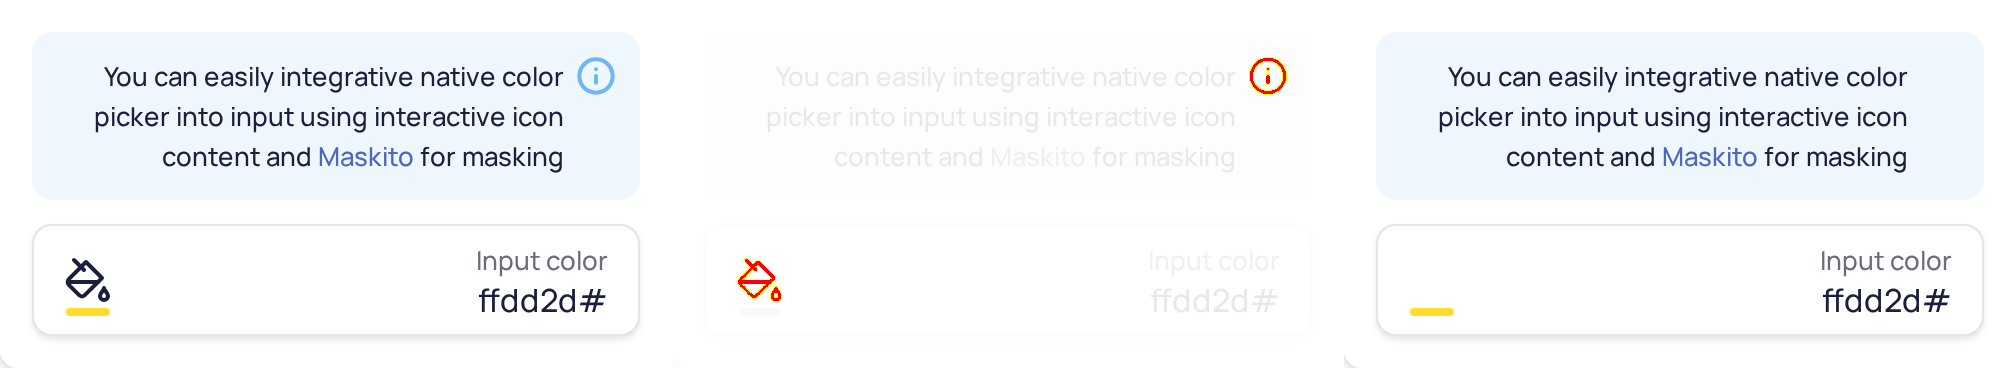 You can easily integrative native color
picker into input using interactive icon
content and Maskito for masking
Input color
ffdd2d#
You can easily integrative native color
picker into input using interactive icon
content and Maskito for masking
Input color
ffdd2d#
You can easily integrative native color
picker into input using interactive icon
content and Maskito for masking
Input color
ffdd2d#